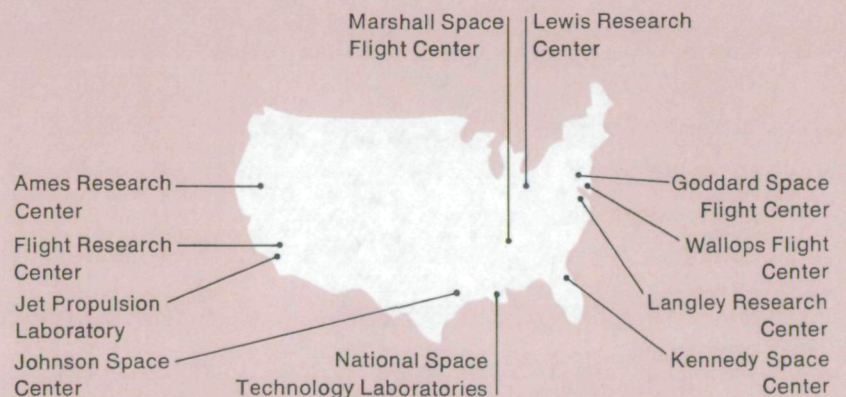 Marshall Space
Flight Center
Lewis Research
Center
Ames Research
Center
Flight Research
Center
Jet Propulsion
Laboratory
Johnson Space
Center
National Space
Technology Laboratories
Goddard Space
Flight Center
Wallops Flight
Center
Langley Research
Center
Kennedy Space
Center